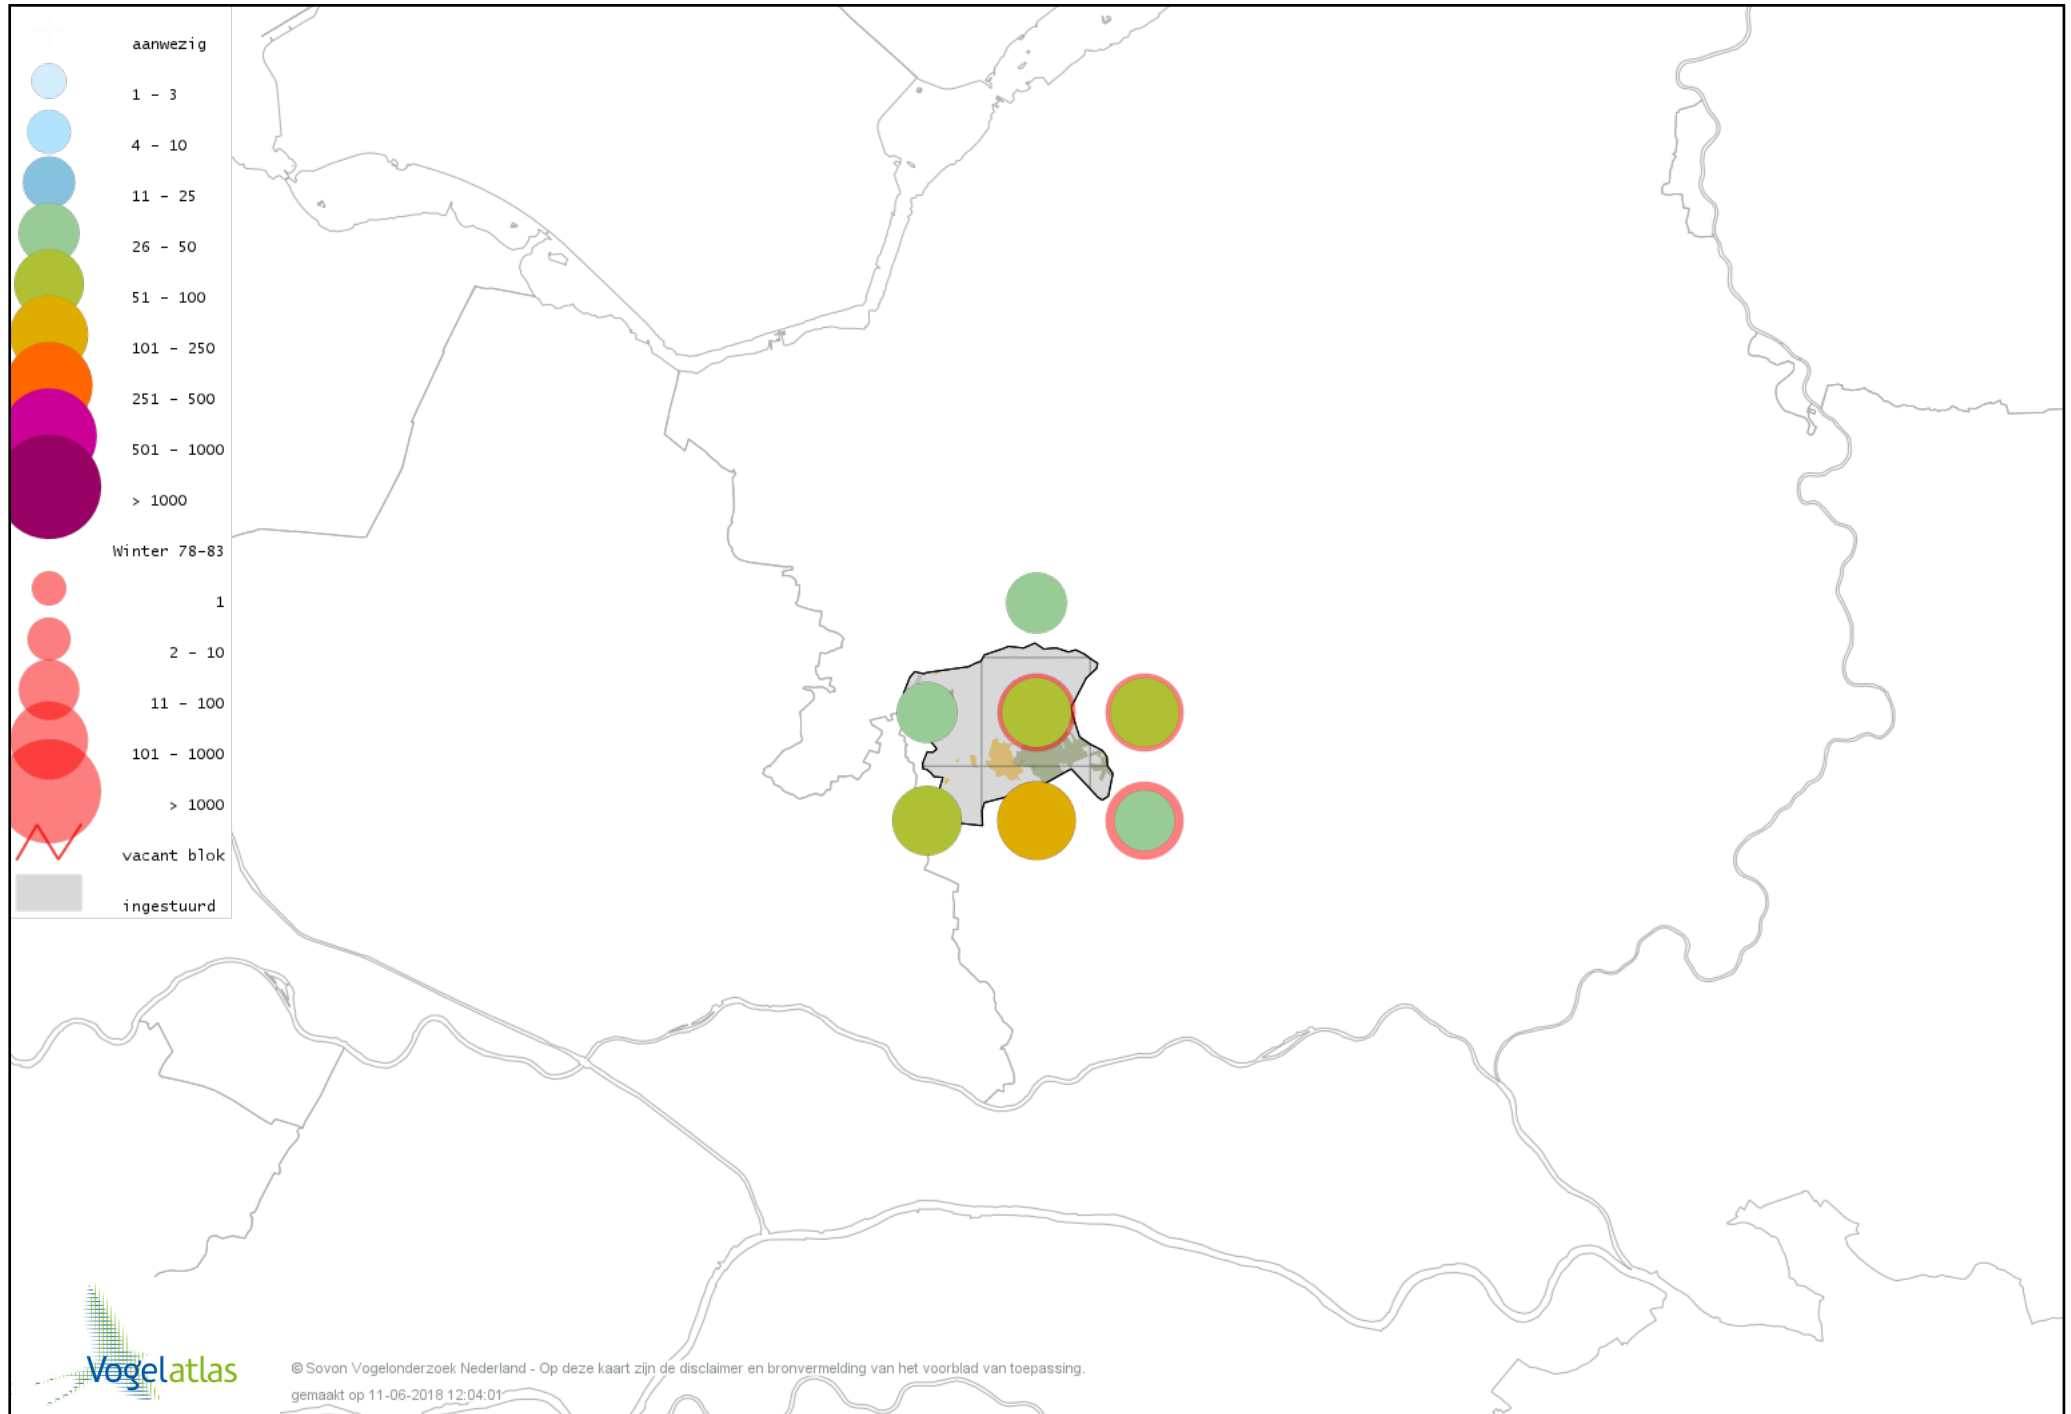 aanwezig
1 - 3
4 - 10
11 - 25
26 - 50
51 - 100
101 - 250
251 - 500
501 - 1000
> 1000
Winter 78-83
1
2 - 10
11 - 100
101 - 1000
> 1000
vacant blok
ingestuurd
Vogelatlas
© Sovon Vogelonderzoek Nederland - Op deze kaart zijn de disclaimer en bronvermelding van het voorblad van toepassing.
gemaakt op 11-06-2018 12:04:01